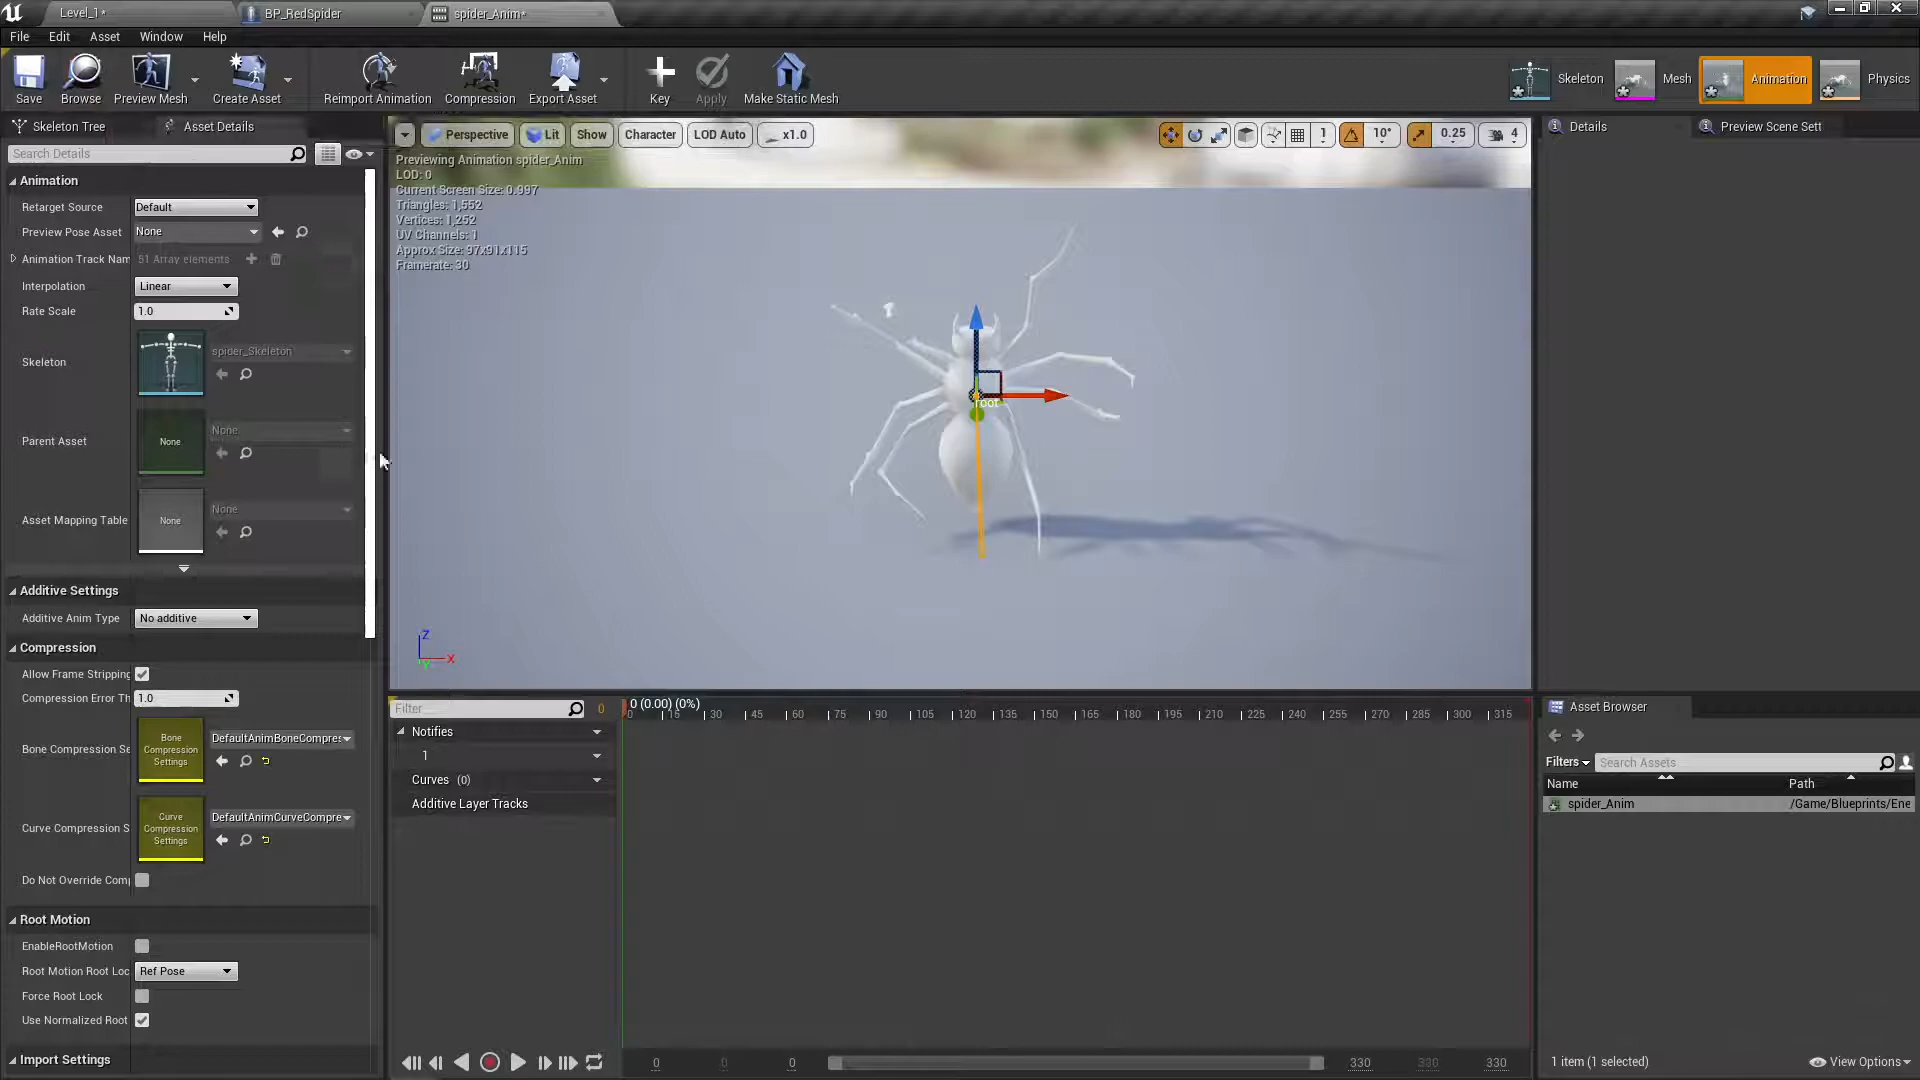 Level_1*
BP_RedSpider
spider_Anim*
File Edit Asset Window Help
Save
Browse
Preview Mesh
Create Asset
Reimport Animation
Compression
Export Asset
Key
Apply
Make Static Mesh
Skeleton
Mesh
Animation
Physics
Skeleton Tree
Asset Details
Search Details
Animation
Retarget Source Default
Preview Pose Asset None
Animation Track Nam 51 Array elements
Interpolation Linear
Rate Scale 1.0
Skeleton spider_Skeleton
Parent Asset None None
Asset Mapping Table None None
Additive Settings
Additive Anim Type No additive
Compression
Allow Frame Stripping
Compression Error Th 1.0
Bone Compression Se Bone Compression Settings DefaultAnimBoneCompres
Curve Compression S Curve Compression Settings DefaultAnimCurveCompre
Do Not Override Comp
Root Motion
EnableRootMotion
Root Motion Root Loc Ref Pose
Force Root Lock
Use Normalized Root
Import Settings
Perspective Lit Show Character LOD Auto x1.0
1 10° 0.25 4
Previewing Animation spider_Anim
LOD: 0
Current Screen Size: 0.997
Triangles: 1,552
Vertices: 1,252
UV Channels: 1
Approx Size: 97x91x115
Framerate: 30
root
Z
X
Y
Filter 0
0 (0.00) (0%)
0 15 30 45 60 75 90 105 120 135 150 165 180 195 210 225 240 255 270 285 300 315
Notifies
1
Curves (0)
Additive Layer Tracks
0 0 0 330 330 330
Details
Preview Scene Sett
Asset Browser
Filters Search Assets
Name Path
spider_Anim /Game/Blueprints/Ene
1 item (1 selected) View Options